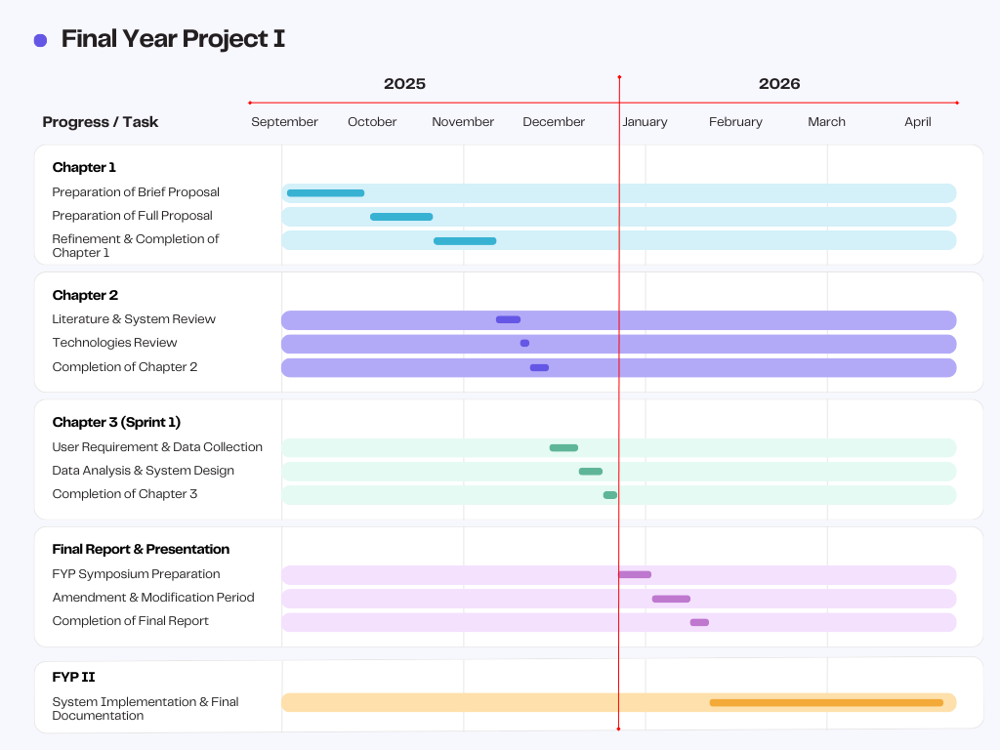 Final Year Project I
2025
2026
Progress / Task
September
October
November
December
January
February
March
April
Chapter 1
Preparation of Brief Proposal
Preparation of Full Proposal
Refinement & Completion of
Chapter 1
Chapter 2
Literature & System Review
Technologies Review
Completion of Chapter 2
Chapter 3 (Sprint 1)
User Requirement & Data Collection
Data Analysis & System Design
Completion of Chapter 3
Final Report & Presentation
FYP Symposium Preparation
Amendment & Modification Period
Completion of Final Report
FYP II
System Implementation & Final
Documentation